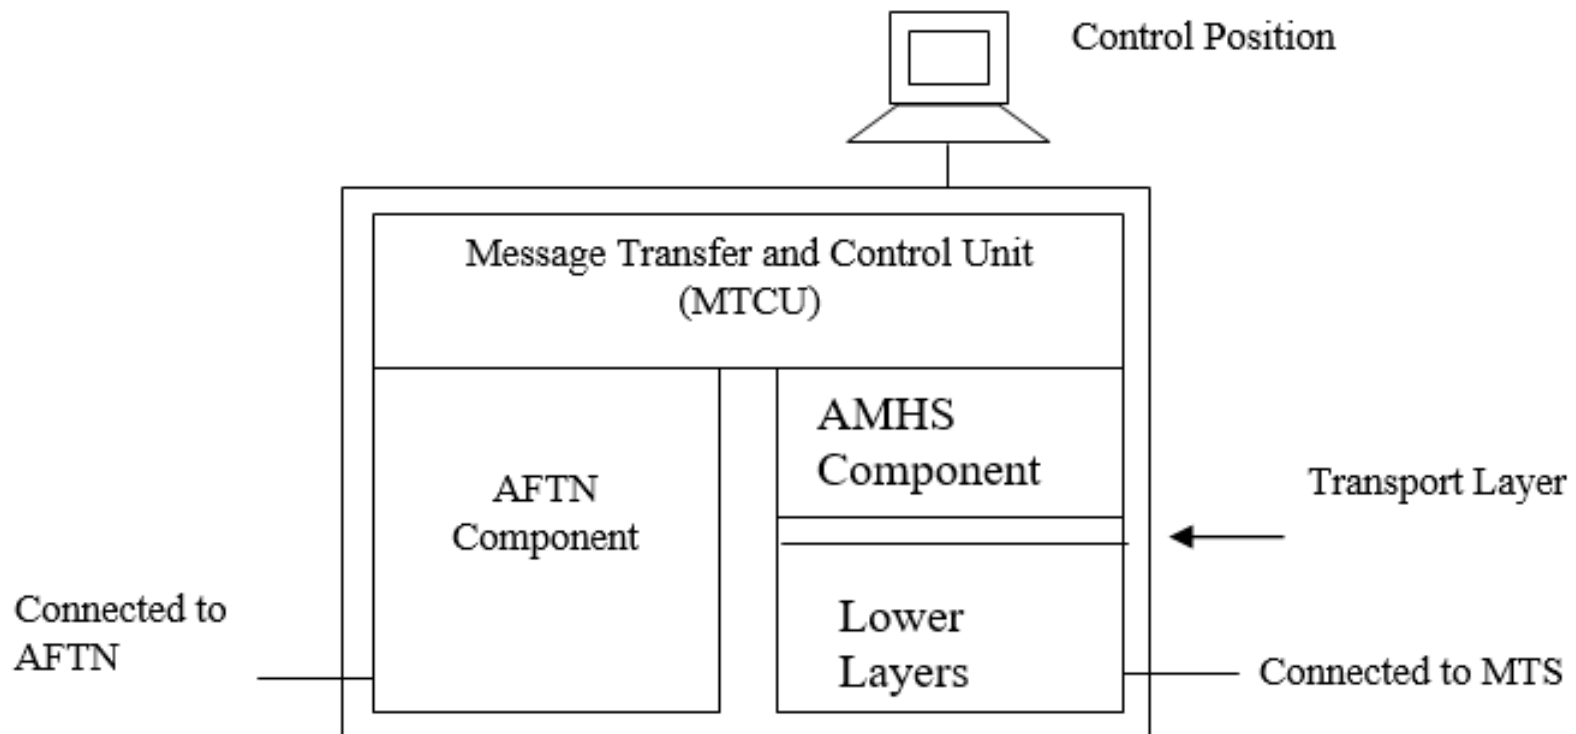 Control Position
Message Transfer and Control Unit
(MTCU)
AMHS
Component
AFTN
Component
Transport Layer
Connected to
AFTN
Lower
Layers
Connected to MTS